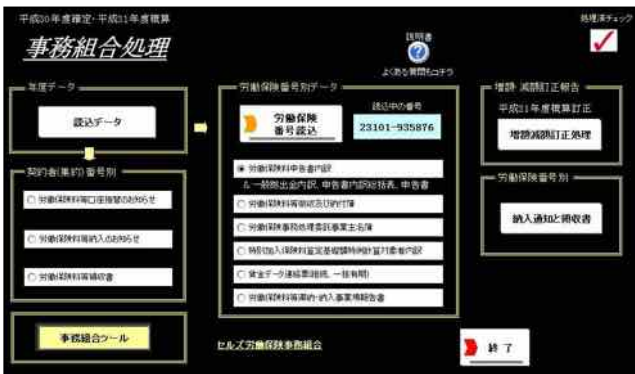 平成30年度確定・平成31年度概算
事務組合処理
説明書
よくある質問もコチラ
処理済チェック
年度データ
読込データ
労働保険番号別データ
労働保険
番号読込
読込中の番号
23101-935876
増額・減額訂正報告
平成31年度概算訂正
増額減額訂正処理
契約者(集約)番号別
労働保険料等口座振替のお知らせ
労働保険料等納入のお知らせ
労働保険料等領収書
労働保険料申告書内訳
& 一般拠出金内訳、申告書内訳総括表、申告書
労働保険料等徴収及び納付簿
労働保険事務処理委託事業主名簿
特別加入保険料算定基礎額特例計算対象者内訳
賃金データ連絡票(継続、一括有期)
労働保険料等滞納・納入事業場報告書
労働保険番号別
納入通知と領収書
事務組合ツール
セルズ労働保険事務組合
終了